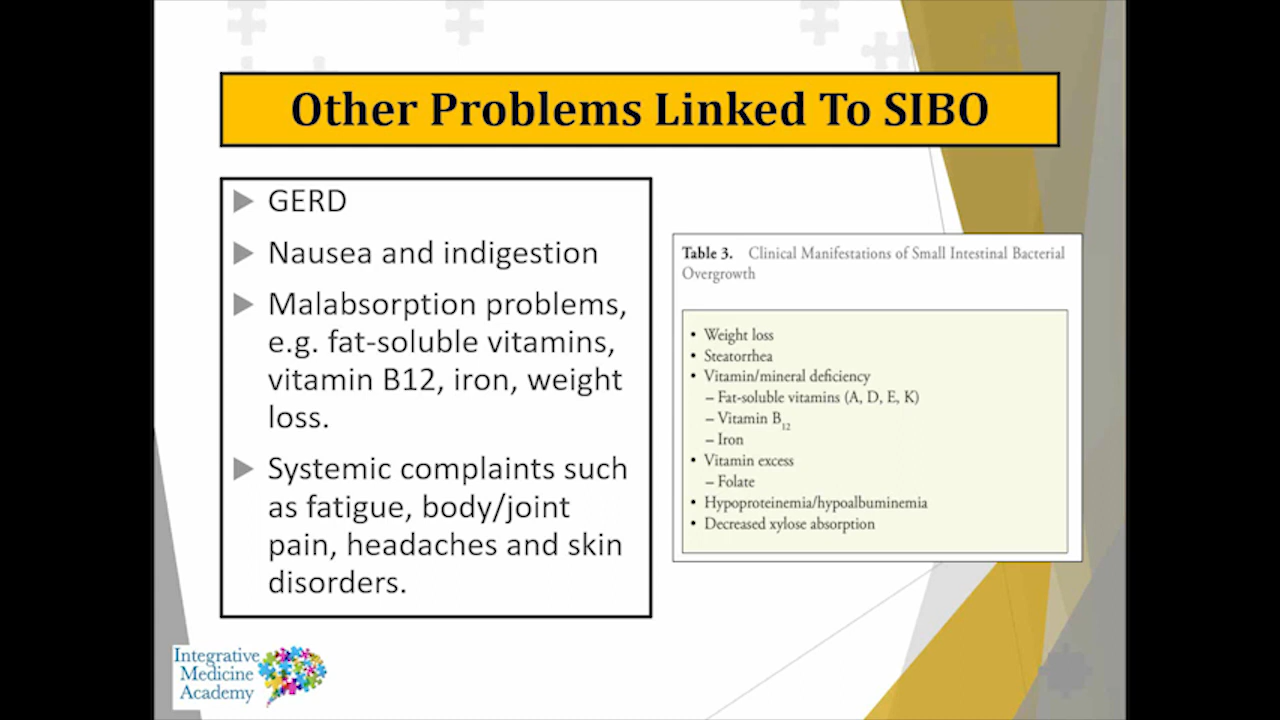 Other Problems Linked To SIBO
GERD
Nausea and indigestion
Malabsorption problems,
e.g. fat-soluble vitamins,
vitamin B12, iron, weight
loss.
Systemic complaints such
as fatigue, body/joint
pain, headaches and skin
disorders.
Table 3. Clinical Manifestations of Small Intestinal Bacterial
Overgrowth
• Weight loss
• Steatorrhea
• Vitamin/mineral deficiency
– Fat-soluble vitamins (A, D, E, K)
– Vitamin B12
– Iron
• Vitamin excess
– Folate
• Hypoproteinemia/hypoalbuminemia
• Decreased xylose absorption
Integrative
Medicine
Academy